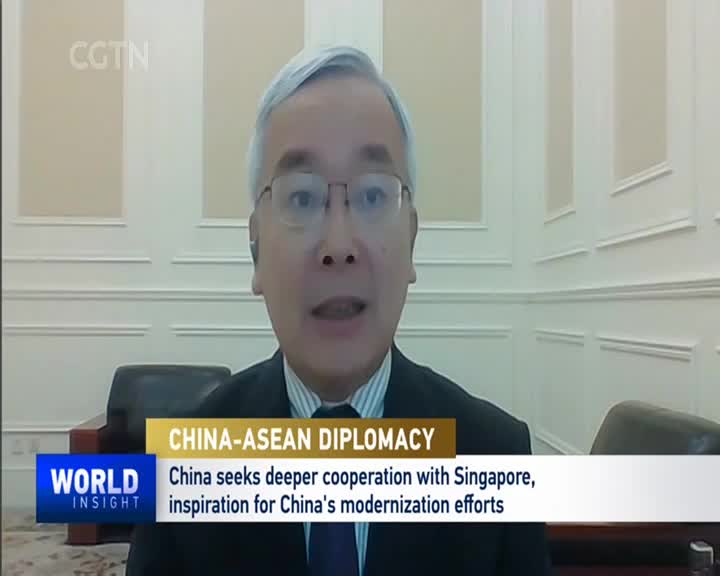 CGTN
CHINA-ASEAN DIPLOMACY
WORLD
INSIGHT
China seeks deeper cooperation with Singapore,
inspiration for China's modernization efforts